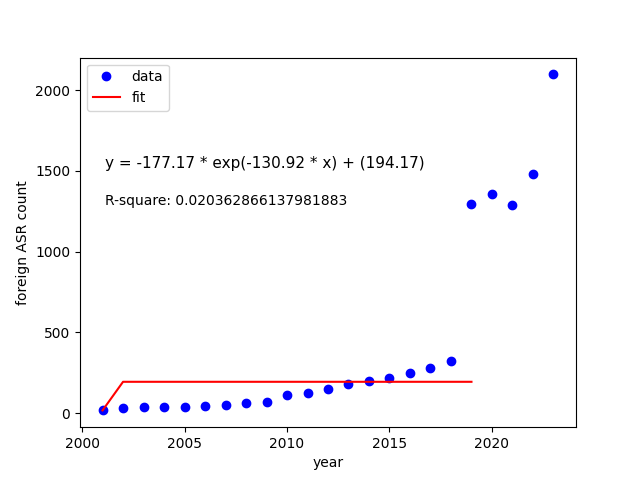 data
fit
y = -177.17 * exp(-130.92 * x) + (194.17)
R-square: 0.020362866137981883
2000
1500
1000
500
0
foreign ASR count
2000 2005 2010 2015 2020
year